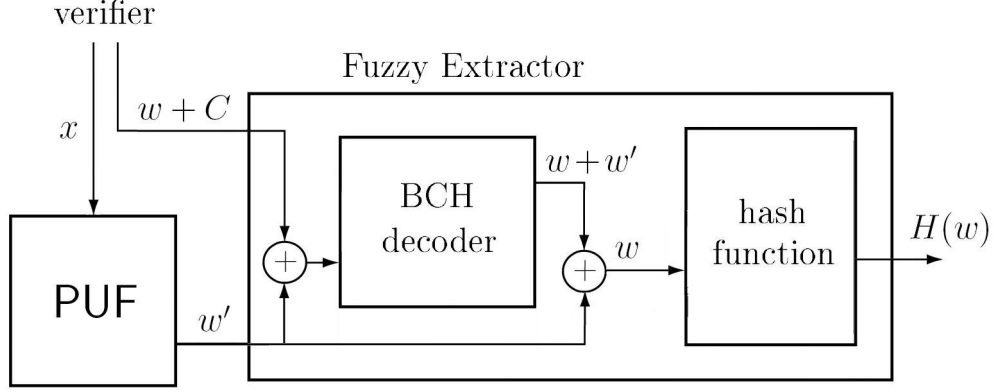 verifier
Fuzzy Extractor
w + C
x
BCH
decoder
w + w′
hash
function
H(w)
+
+
w
PUF
w′